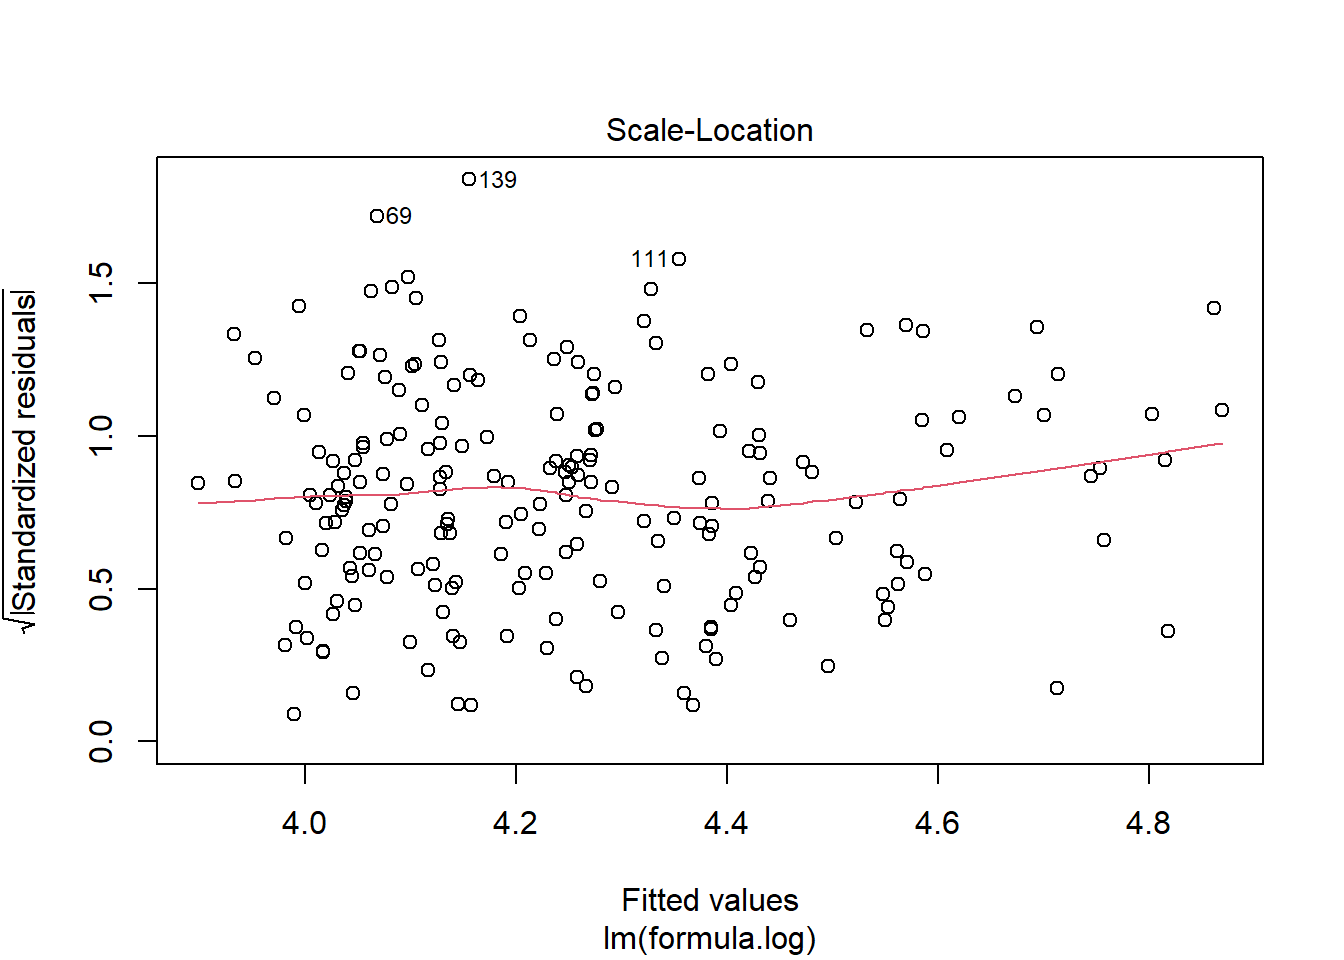 Scale-Location
139
69
111
√|Standardized residuals|
1.5
1.0
0.5
0.0
4.0 4.2 4.4 4.6 4.8
Fitted values
lm(formula.log)